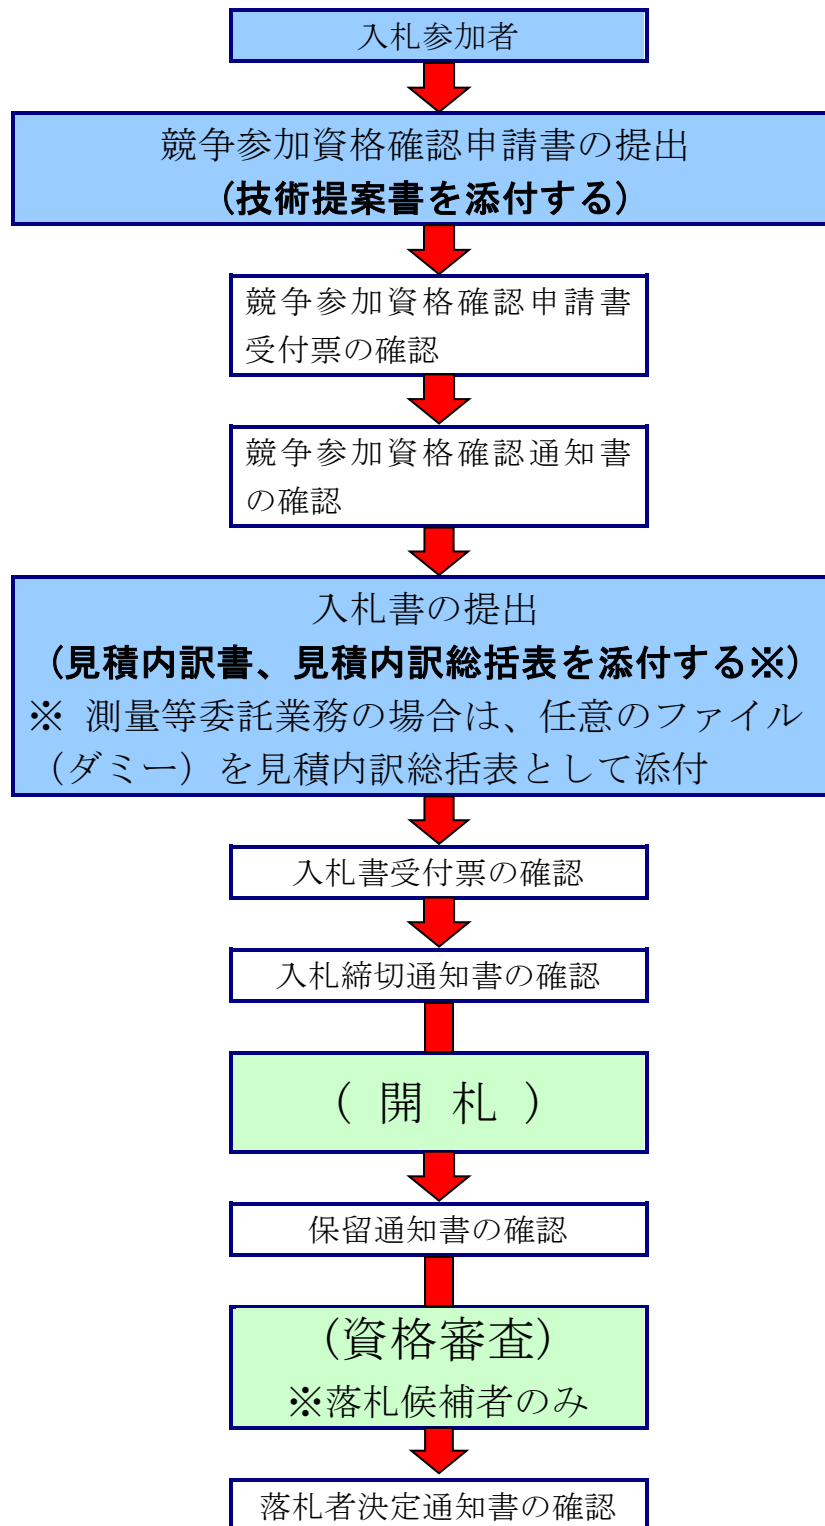 入札参加者
競争参加資格確認申請書の提出
(技術提案書を添付する)
競争参加資格確認申請書
受付票の確認
競争参加資格確認通知書
の確認
入札書の提出
(見積内訳書、見積内訳総括表を添付する※)
※ 測量等委託業務の場合は、任意のファイル
（ダミー）を見積内訳総括表として添付
入札書受付票の確認
入札締切通知書の確認
( 開 札 )
保留通知書の確認
(資格審査)
※落札候補者のみ
落札者決定通知書の確認